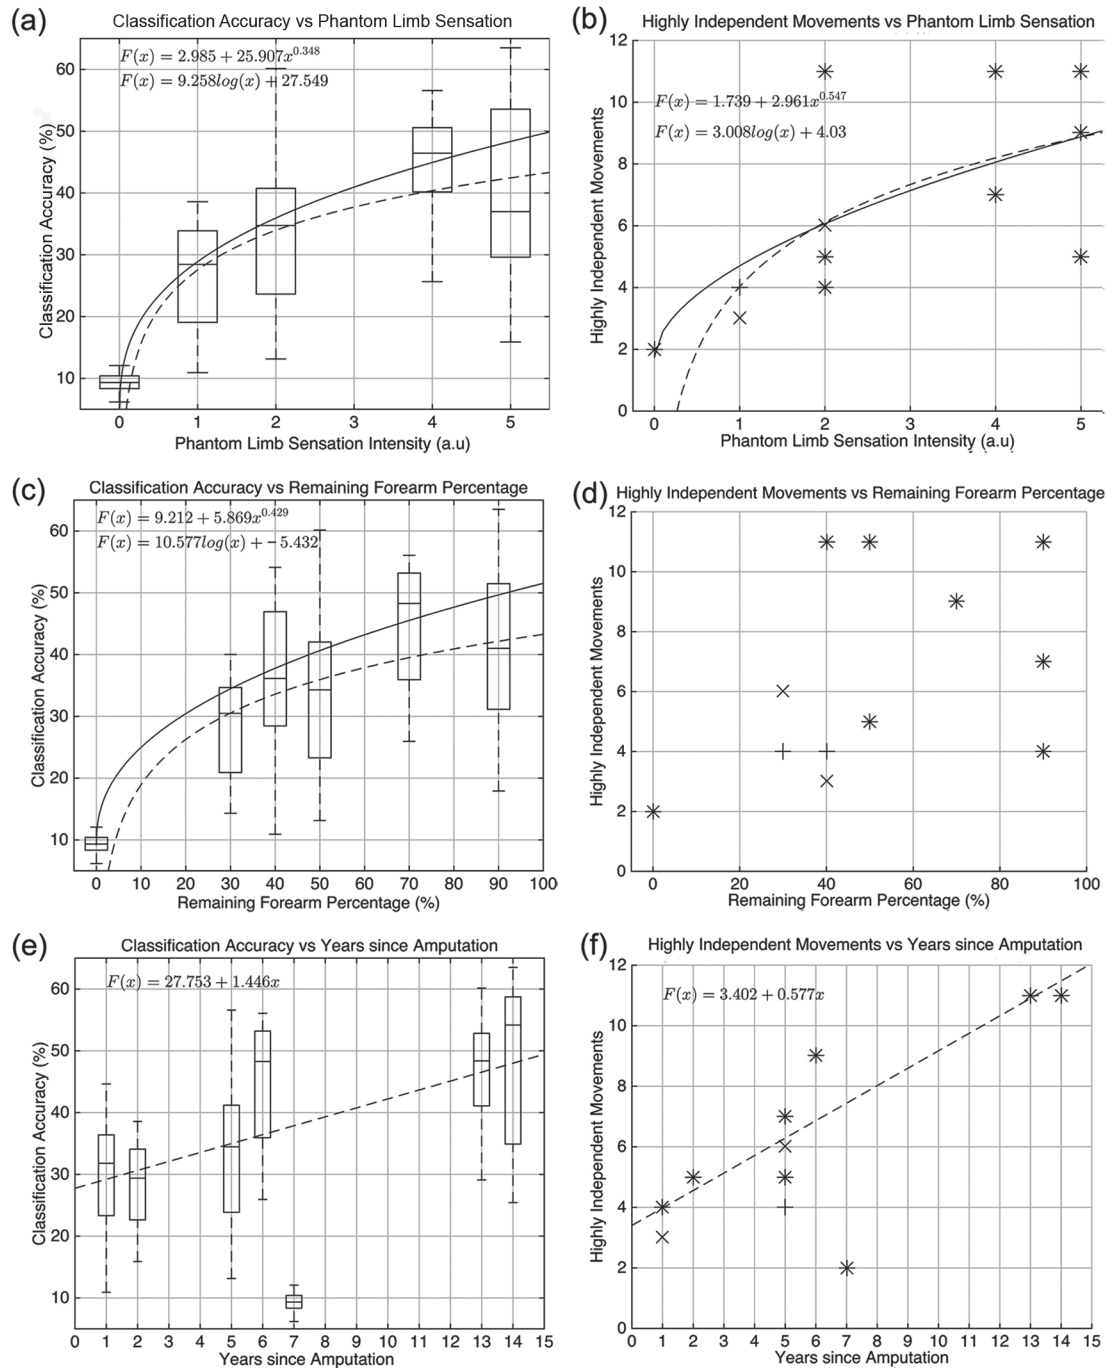 (a) Classification Accuracy vs Phantom Limb Sensation
F(x) = 2.985 + 25.907x^0.348
F(x) = 9.258log(x) + 27.549
Classification Accuracy (%)
60
50
40
30
20
10
0 1 2 3 4 5
Phantom Limb Sensation Intensity (a.u)
(b) Highly Independent Movements vs Phantom Limb Sensation
F(x) = 1.739 + 2.961x^0.547
F(x) = 3.008log(x) + 4.03
Highly Independent Movements
12
10
8
6
4
2
0
0 1 2 3 4 5
Phantom Limb Sensation Intensity (a.u)
(c) Classification Accuracy vs Remaining Forearm Percentage
F(x) = 9.212 + 5.869x^0.429
F(x) = 10.577log(x) + −5.432
Classification Accuracy (%)
60
50
40
30
20
10
0 10 20 30 40 50 60 70 80 90 100
Remaining Forearm Percentage (%)
(d) Highly Independent Movements vs Remaining Forearm Percentage
Highly Independent Movements
12
10
8
6
4
2
0
0 20 40 60 80 100
Remaining Forearm Percentage (%)
(e) Classification Accuracy vs Years since Amputation
F(x) = 27.753 + 1.446x
Classification Accuracy (%)
60
50
40
30
20
10
0 1 2 5 6 7 13 14 15
Years since Amputation
(f) Highly Independent Movements vs Years since Amputation
F(x) = 3.402 + 0.577x
Highly Independent Movements
12
10
8
6
4
2
0
0 1 2 3 4 5 6 7 8 9 10 11 12 13 14 15
Years since Amputation